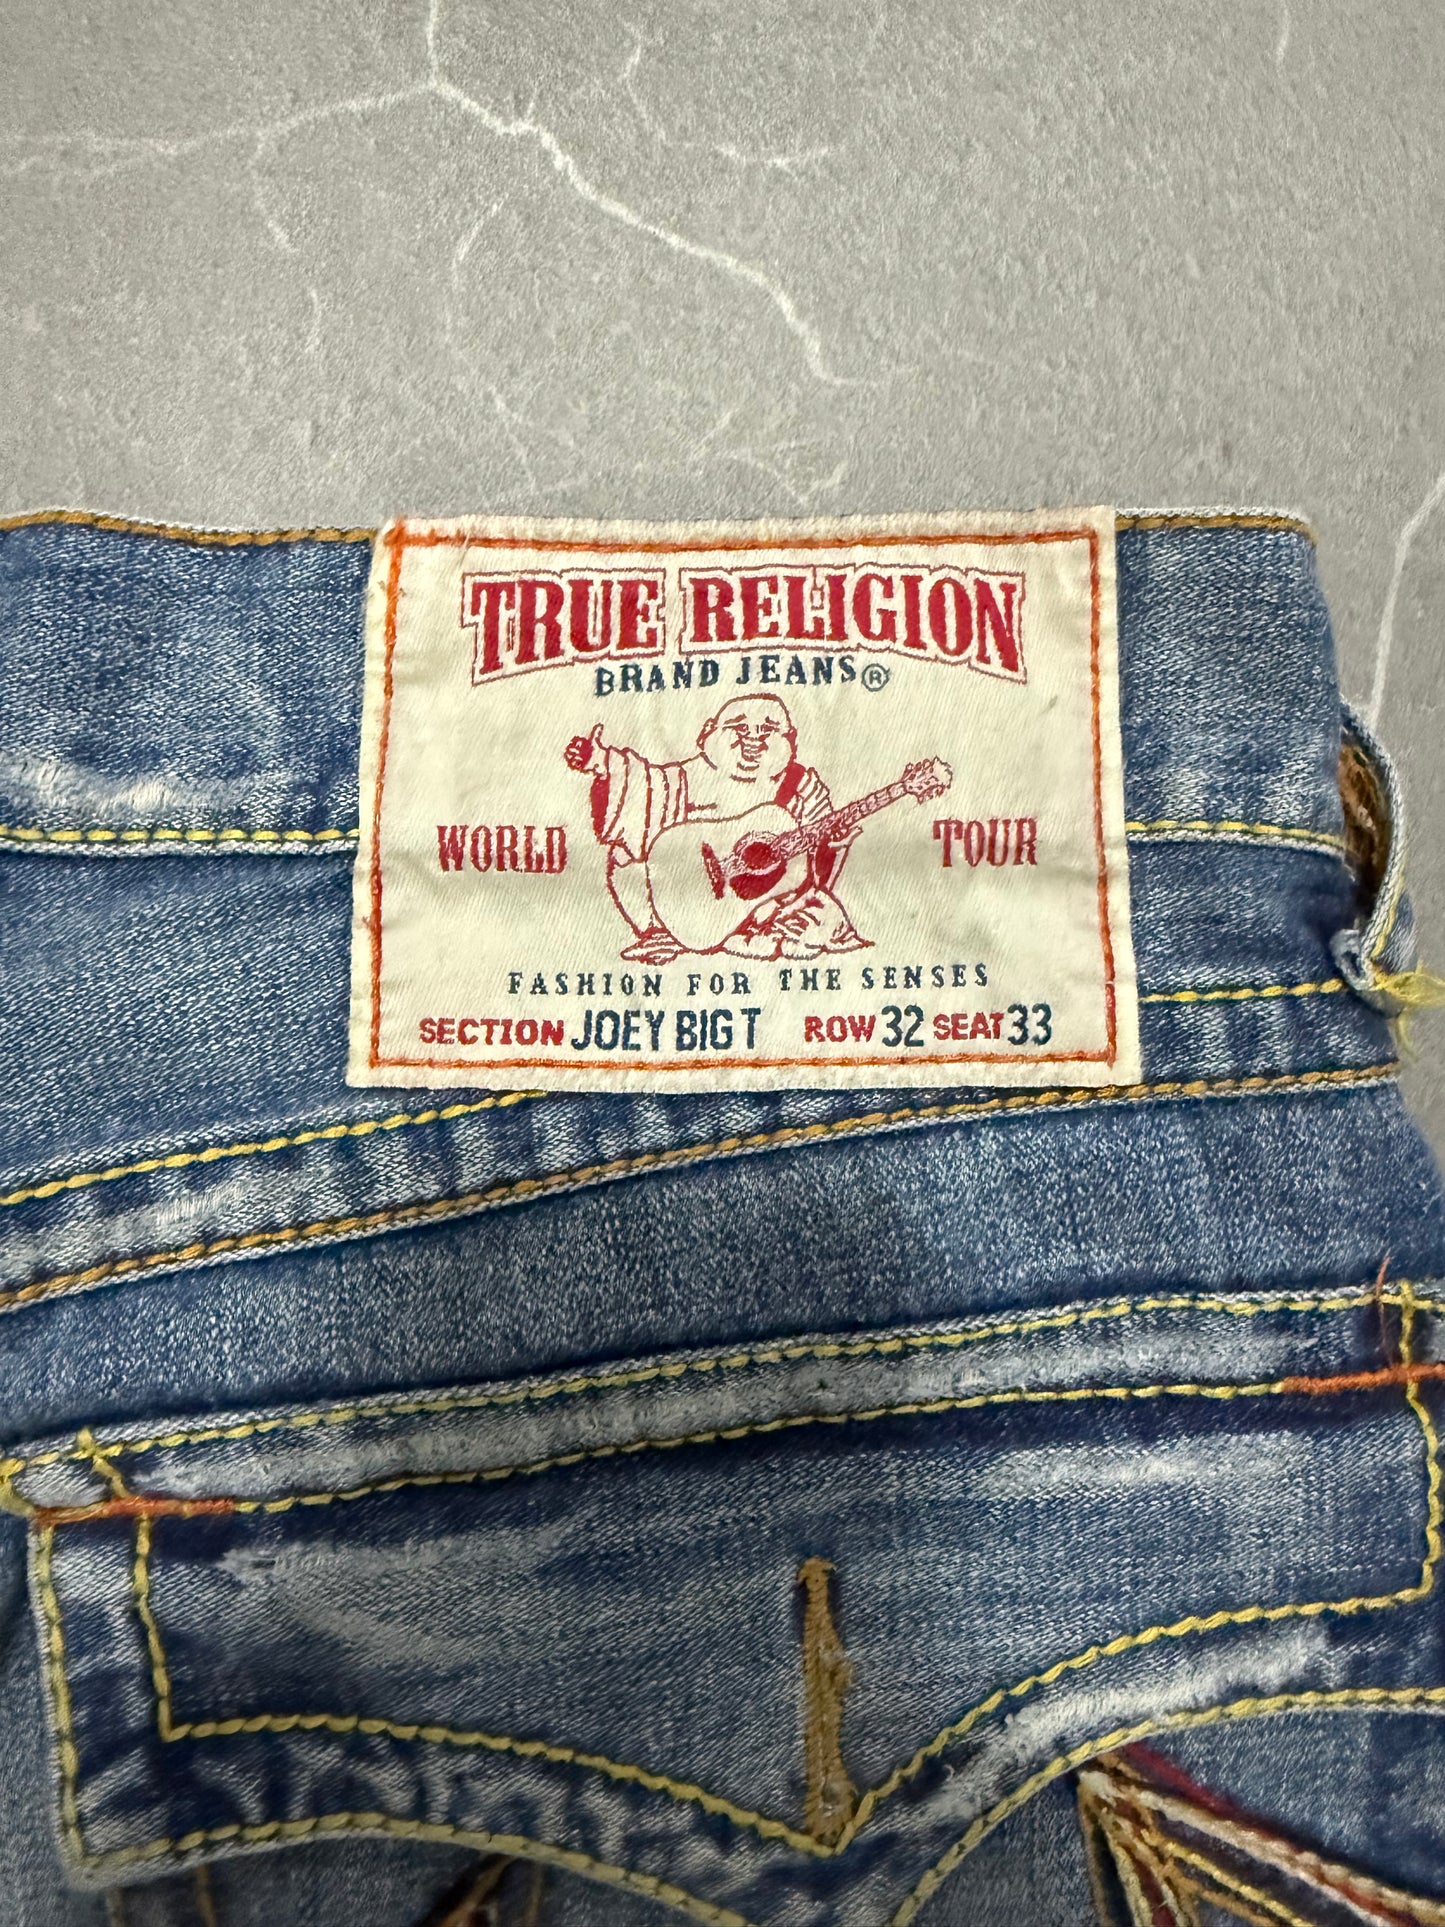 TRUE RELIGION
BRAND JEANS®
WORLD TOUR
FASHION FOR THE SENSES
SECTION JOEY BIG T ROW 32 SEAT 33